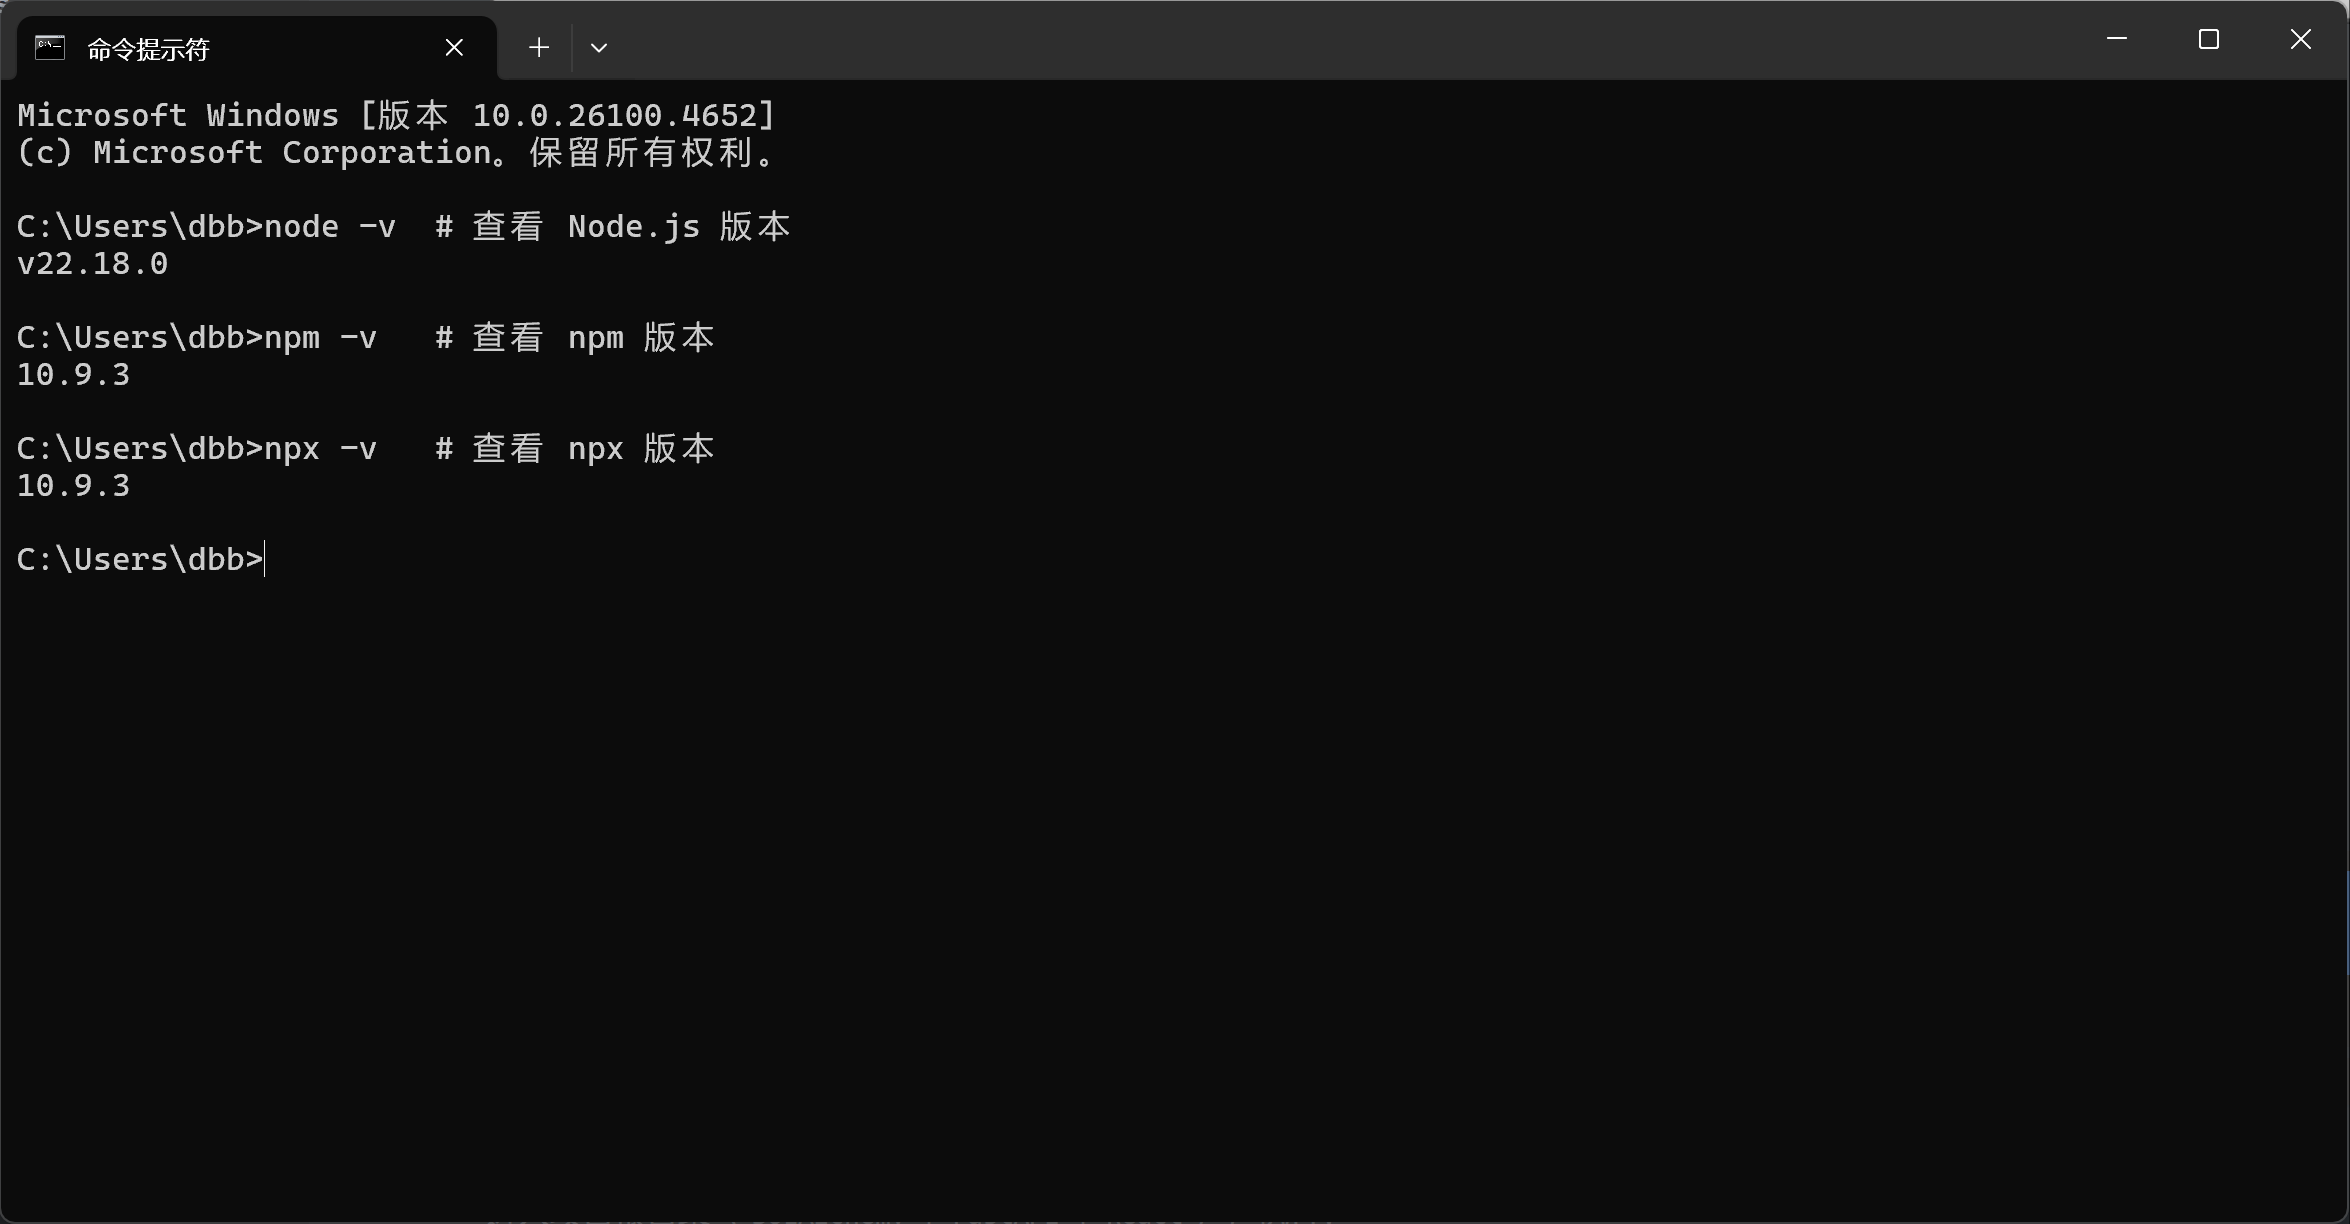 命令提示符
Microsoft Windows [版本 10.0.26100.4652]
(c) Microsoft Corporation。保留所有权利。
C:\Users\dbb>node -v  # 查看 Node.js 版本
v22.18.0
C:\Users\dbb>npm -v   # 查看 npm 版本
10.9.3
C:\Users\dbb>npx -v   # 查看 npx 版本
10.9.3
C:\Users\dbb>